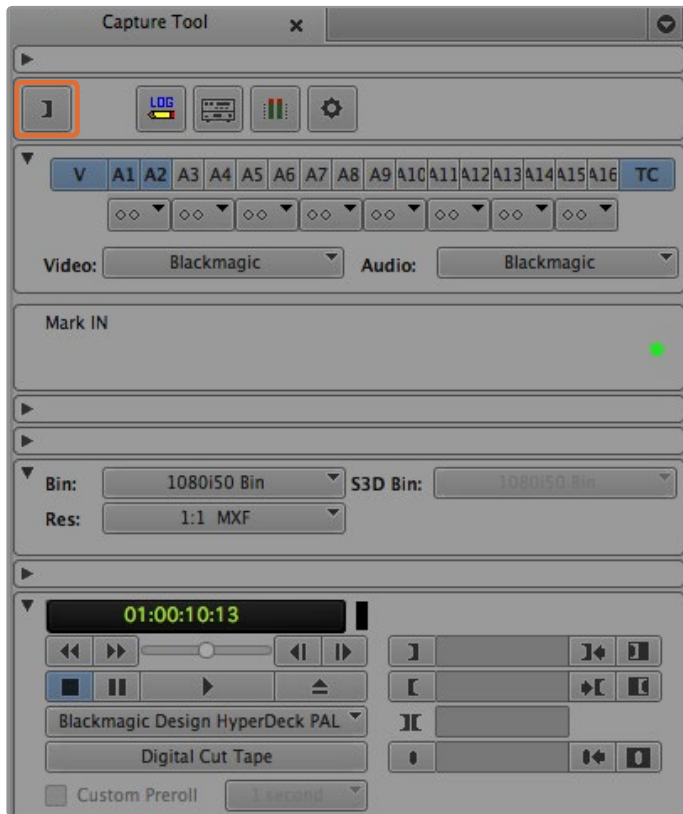 Capture Tool
LOG
V A1 A2 A3 A4 A5 A6 A7 A8 A9 A10 A11 A12 A13 A14 A15 A16 TC
Video: Blackmagic Audio: Blackmagic
Mark IN
Bin: 1080i50 Bin S3D Bin: 1080i50 Bin
Res: 1:1 MXF
01:00:10:13
Blackmagic Design HyperDeck PAL
Digital Cut Tape
Custom Preroll 1 second